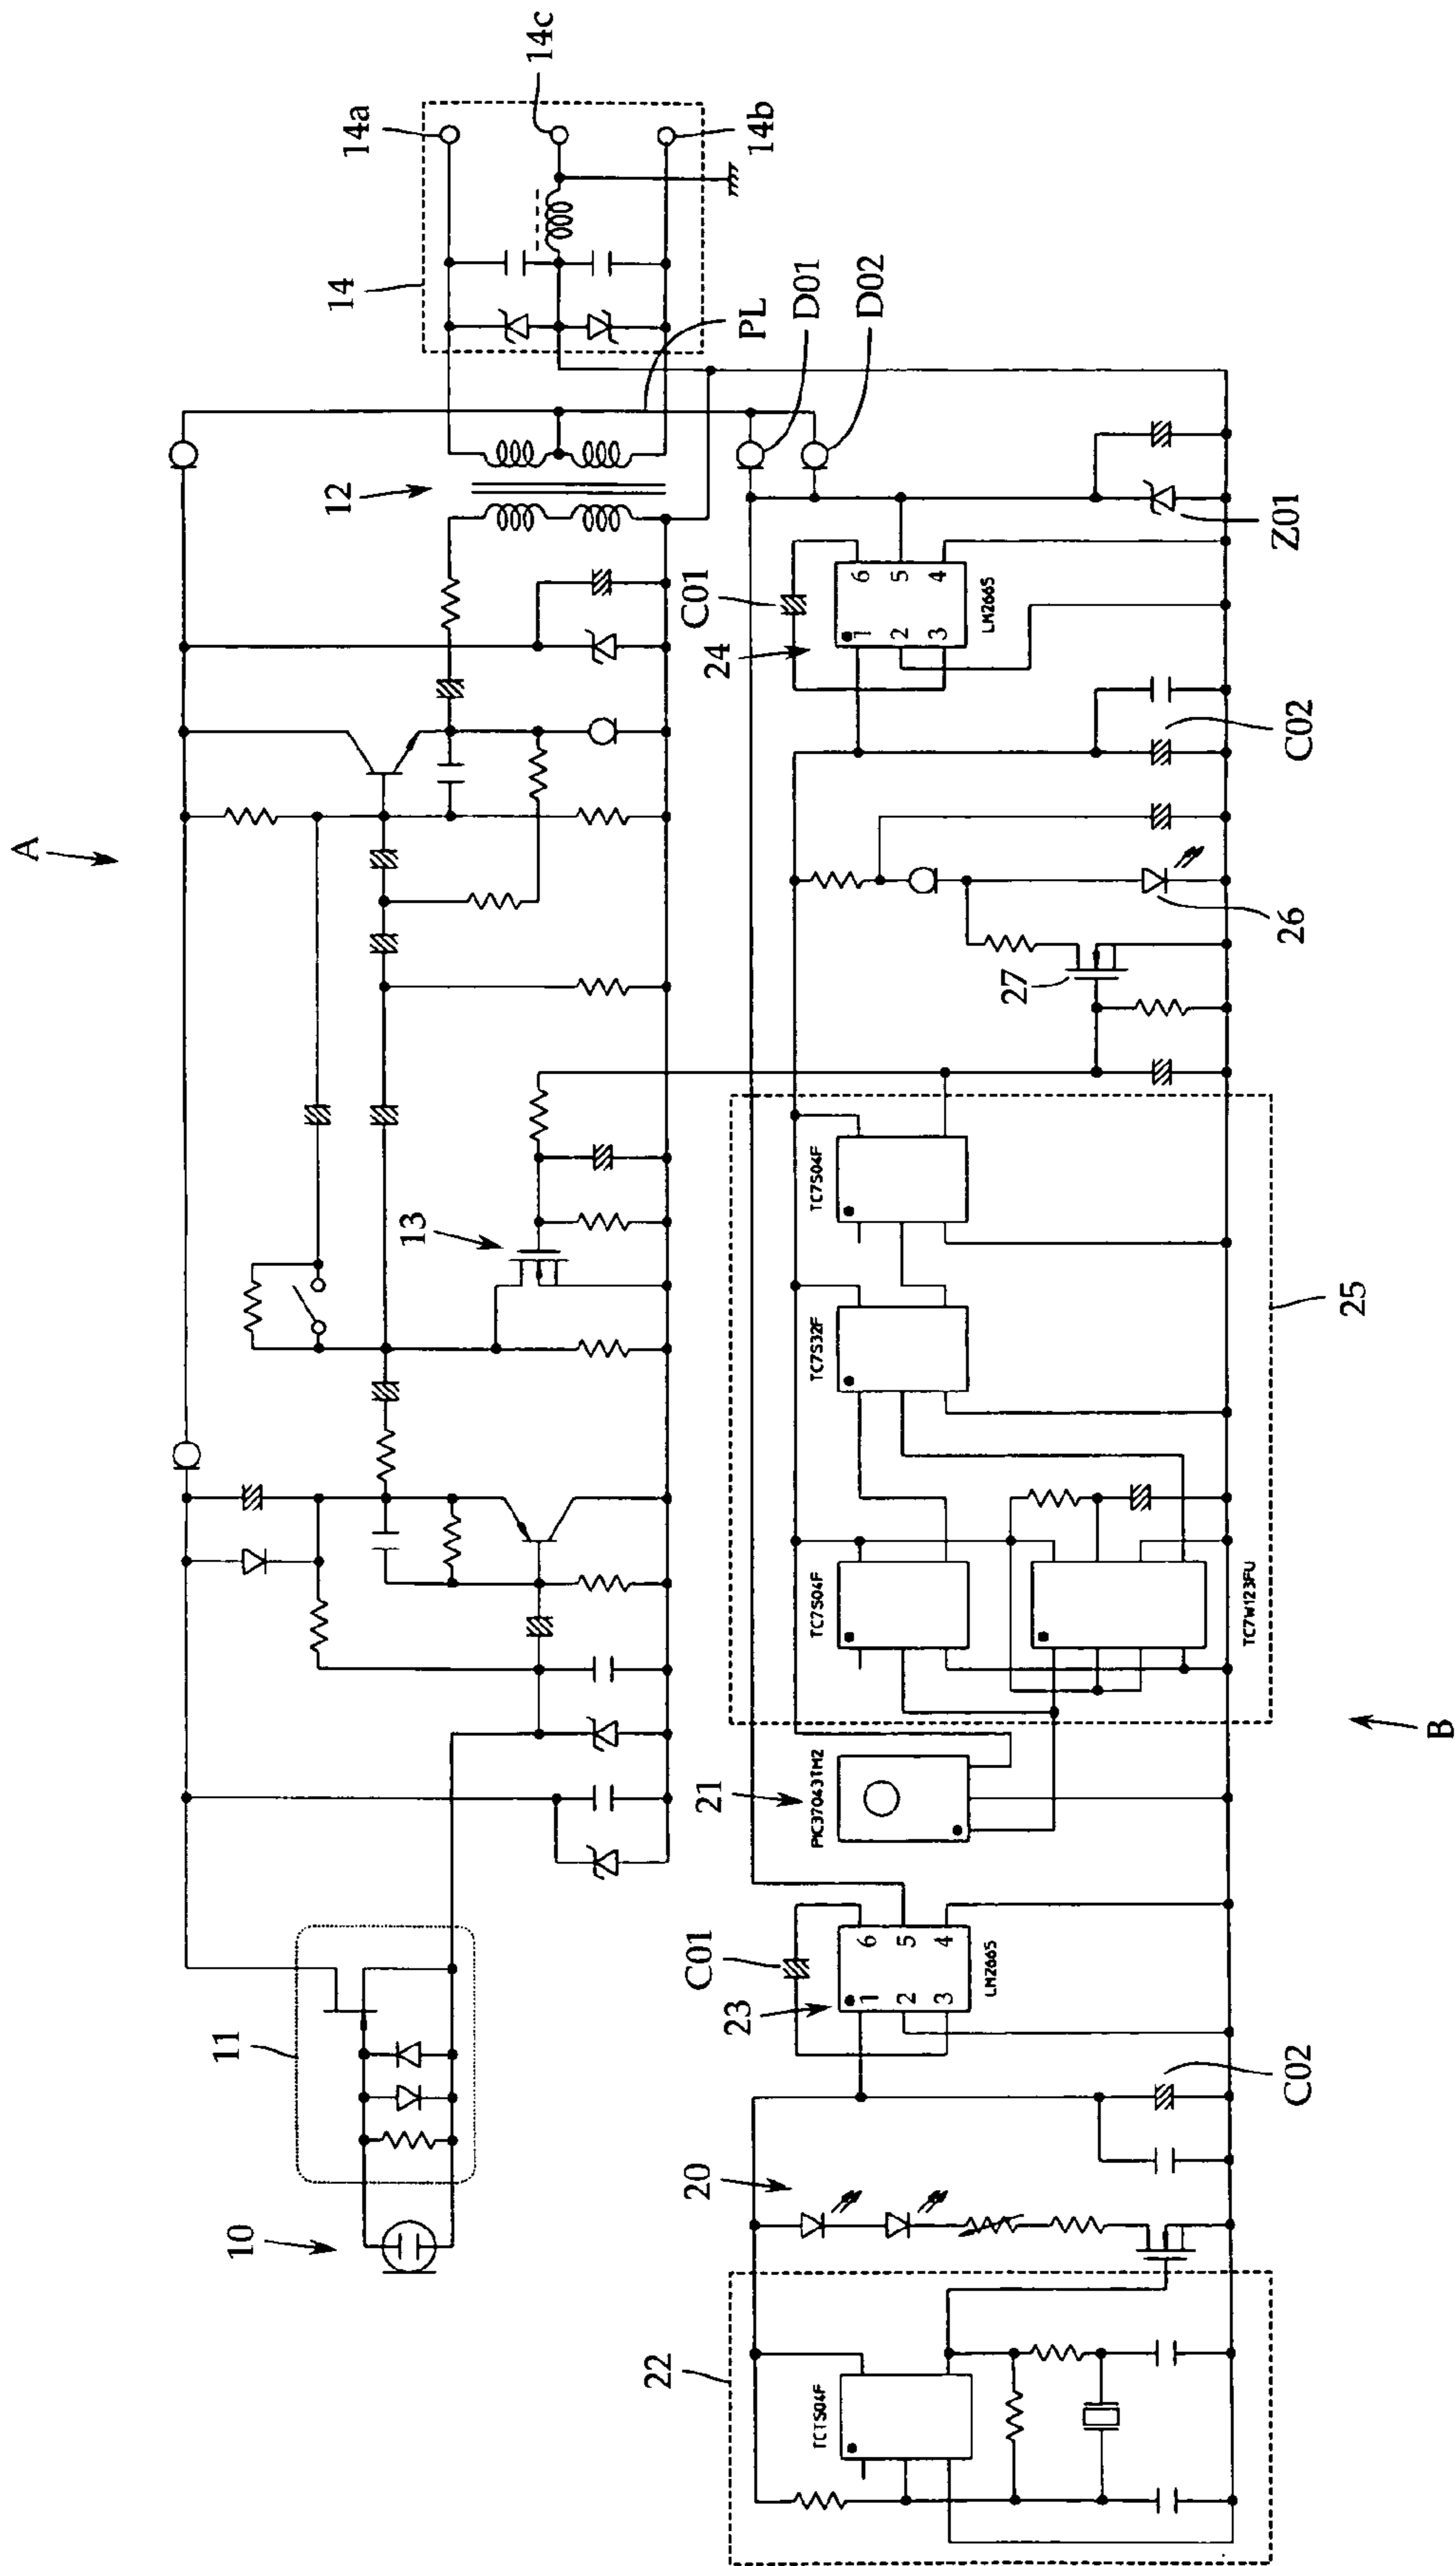 A
10
11
13
12
14
14a
14c
14b
PL
D01
D02
22
20
23
C01
21
24
C01
TCTS04F
PIC37043TM2
TC7S04F
TC7S32F
TC7S04F
1
6
2
5
3
4
LM2665
1
6
2
5
3
4
LM2665
27
TC7W123FU
C02
25
26
C02
Z01
B